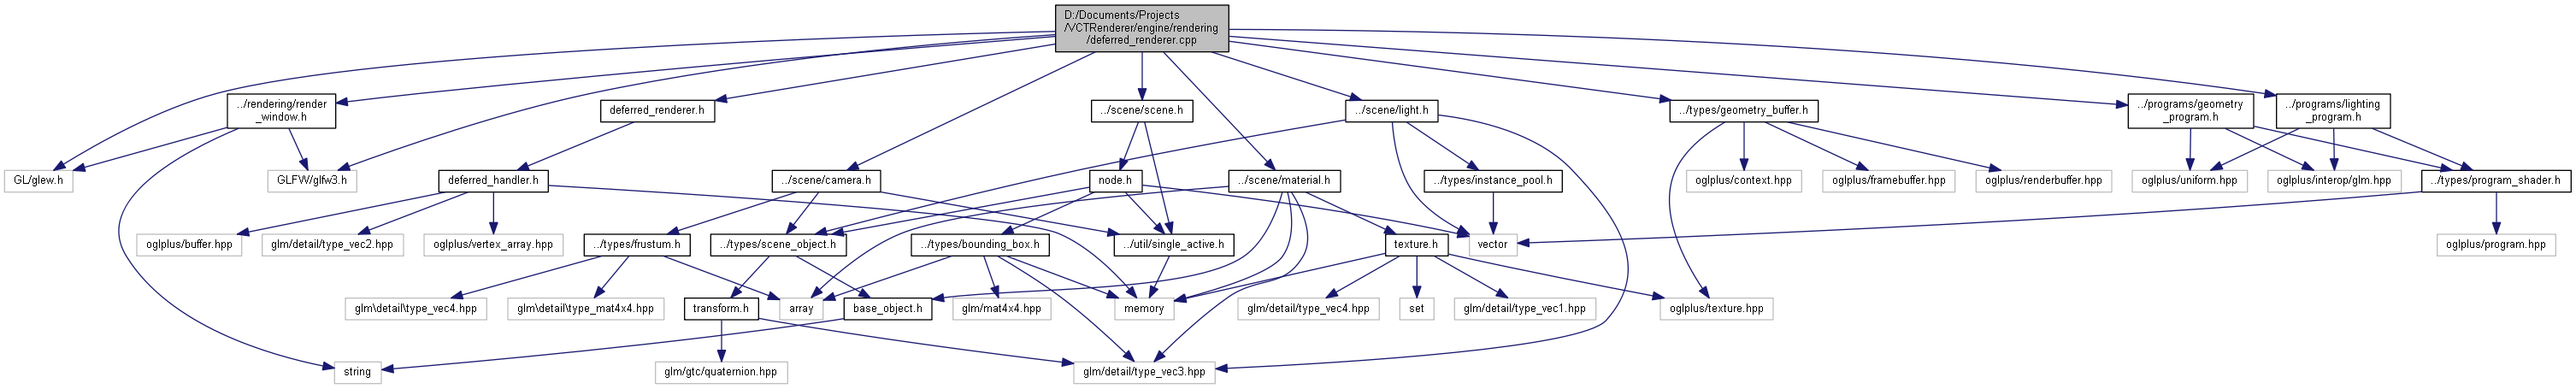 D:/Documents/Projects
/VCTRenderer/engine/rendering
/deferred_renderer.cpp
../rendering/render
_window.h
deferred_renderer.h
../scene/scene.h
../scene/light.h
../types/geometry_buffer.h
../programs/geometry
_program.h
../programs/lighting
_program.h
GL/glew.h
GLFW/glfw3.h
deferred_handler.h
../scene/camera.h
node.h
../scene/material.h
../types/instance_pool.h
oglplus/context.hpp
oglplus/framebuffer.hpp
oglplus/renderbuffer.hpp
oglplus/uniform.hpp
oglplus/interop/glm.hpp
../types/program_shader.h
oglplus/buffer.hpp
glm/detail/type_vec2.hpp
oglplus/vertex_array.hpp
../types/frustum.h
../types/scene_object.h
../types/bounding_box.h
../util/single_active.h
texture.h
vector
oglplus/program.hpp
glm\detail\type_vec4.hpp
glm\detail\type_mat4x4.hpp
transform.h
array
base_object.h
glm/mat4x4.hpp
memory
glm/detail/type_vec4.hpp
set
glm/detail/type_vec1.hpp
oglplus/texture.hpp
string
glm/gtc/quaternion.hpp
glm/detail/type_vec3.hpp